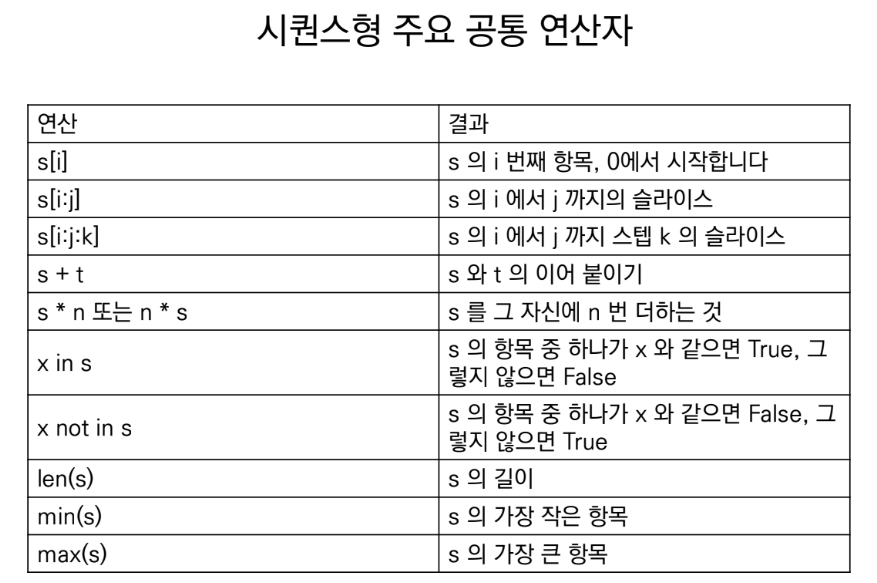 시퀀스형 주요 공통 연산자
연산
결과
s[i]
s 의 i 번째 항목, 0에서 시작합니다
s[i:j]
s 의 i 에서 j 까지의 슬라이스
s[i:j:k]
s 의 i 에서 j 까지 스텝 k 의 슬라이스
s + t
s 와 t 의 이어 붙이기
s * n 또는 n * s
s 를 그 자신에 n 번 더하는 것
x in s
s 의 항목 중 하나가 x 와 같으면 True, 그
렇지 않으면 False
x not in s
s 의 항목 중 하나가 x 와 같으면 False, 그
렇지 않으면 True
len(s)
s 의 길이
min(s)
s 의 가장 작은 항목
max(s)
s 의 가장 큰 항목